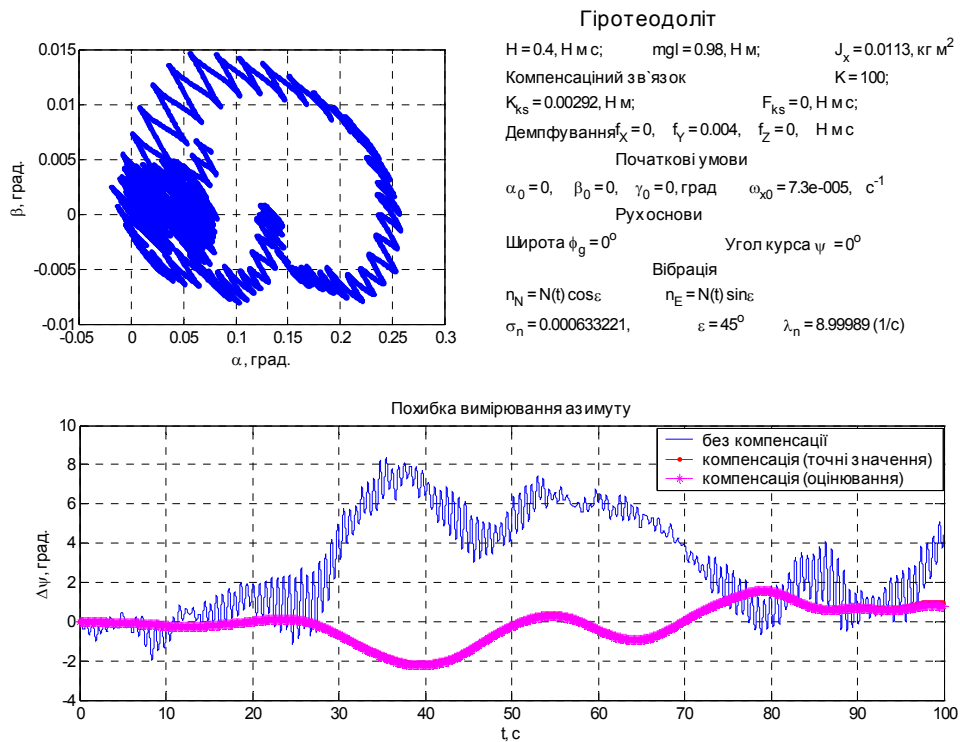 Гіротеодоліт
H = 0.4, Н м с; mgl = 0.98, Н м; J_x = 0.0113, кг м²
Компенсаціний зв`язок K = 100;
K_ks = 0.00292, Н м; F_ks = 0, Н м с;
Демпфування f_X = 0, f_Y = 0.004, f_Z = 0, Н м с
Початкові умови
α_0 = 0, β_0 = 0, γ_0 = 0, град ω_x0 = 7.3e-005, с⁻¹
Рух основи
Широта ϕ_g = 0° Угол курса ψ = 0°
Вібрація
n_N = N(t) cosε n_E = N(t) sinε
σ_n = 0.000633221, ε = 45° λ_n = 8.99989 (1/с)
0.015
0.01
0.005
0
-0.005
-0.01
β, град.
-0.05 0 0.05 0.1 0.15 0.2 0.25 0.3
α, град.
Похибка вимірювання азимуту
10
8
6
4
2
0
-2
-4
Δψ, град.
без компенсації
компенсація (точні значення)
компенсація (оцінювання)
0 10 20 30 40 50 60 70 80 90 100
t, с